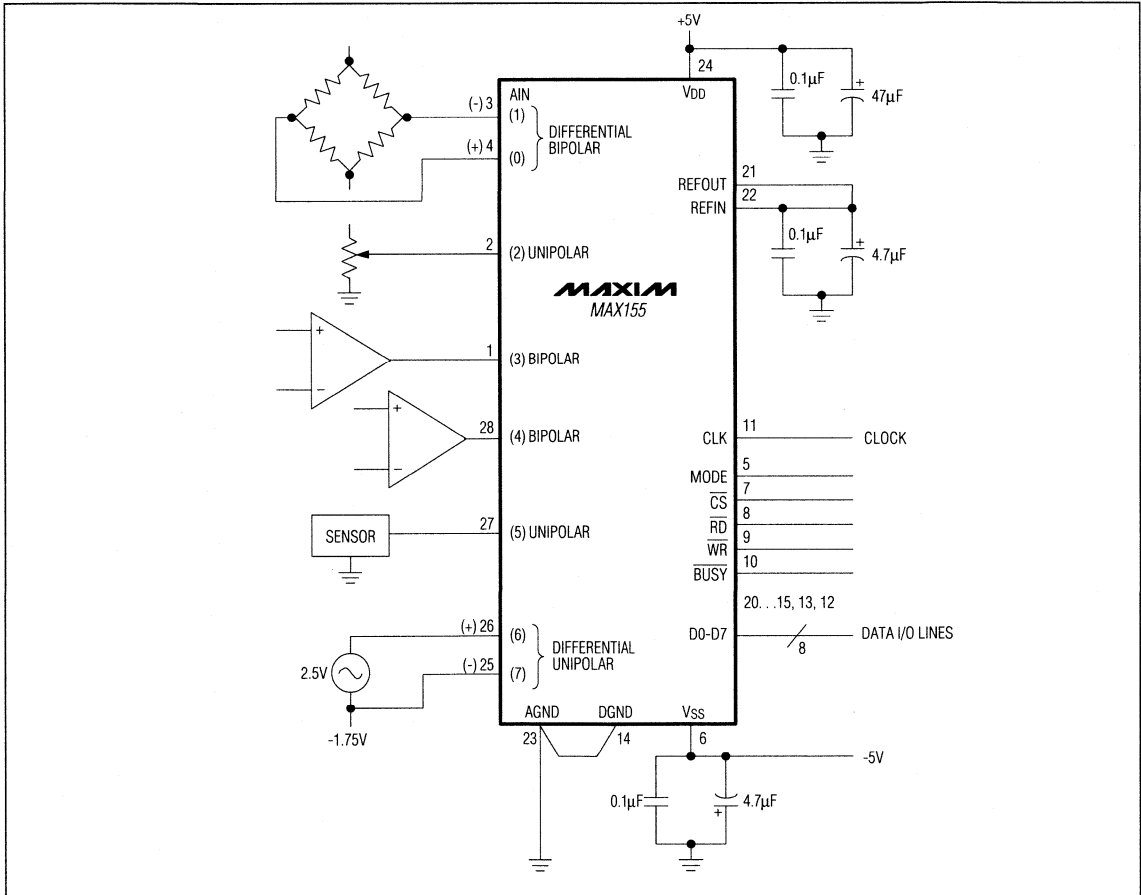 +5V
24
VDD
0.1µF
+
47µF
AIN
(-) 3
(1)
DIFFERENTIAL
BIPOLAR
(+) 4
(0)
21
REFOUT
22
REFIN
0.1µF
+
4.7µF
2
(2) UNIPOLAR
MAXIM
MAX155
+
−
1
(3) BIPOLAR
+
−
28
(4) BIPOLAR
11
CLK
CLOCK
5
MODE
7
CS
8
RD
9
WR
10
BUSY
SENSOR
27
(5) UNIPOLAR
20. . .15, 13, 12
D0-D7
8
DATA I/O LINES
(+) 26
(6)
DIFFERENTIAL
UNIPOLAR
(-) 25
(7)
2.5V
-1.75V
AGND
DGND
VSS
23
14
6
-5V
0.1µF
4.7µF
+